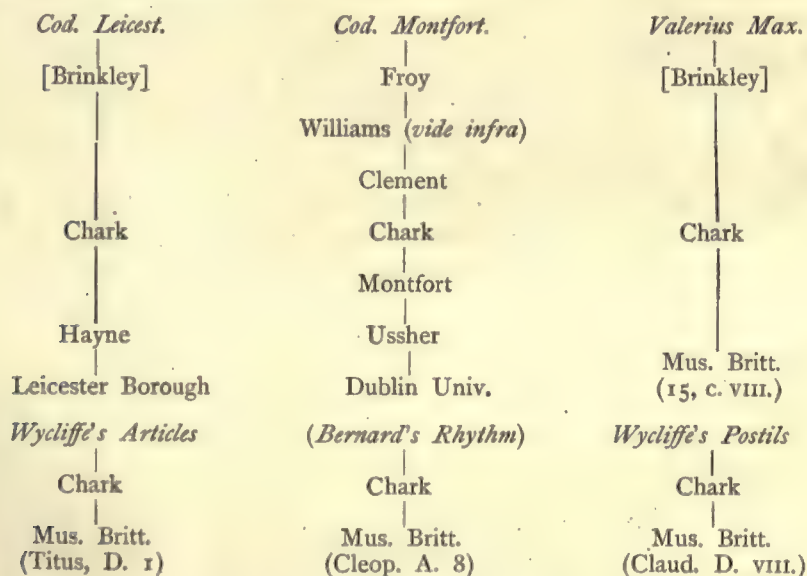 Cod. Leicest.
[Brinkley]
Chark
Hayne
Leicester Borough
Cod. Montfort.
Froy
Williams (vide infra)
Clement
Chark
Montfort
Ussher
Dublin Univ.
Valerius Max.
[Brinkley]
Chark
Mus. Britt.
(15, C. VIII.)
Wycliffe's Articles
Chark
Mus. Britt.
(Titus, D. 1)
(Bernard's Rhythm)
Chark
Mus. Britt.
(Cleop. A. 8)
Wycliffe's Postils
Chark
Mus. Britt.
(Claud. D. VIII.)